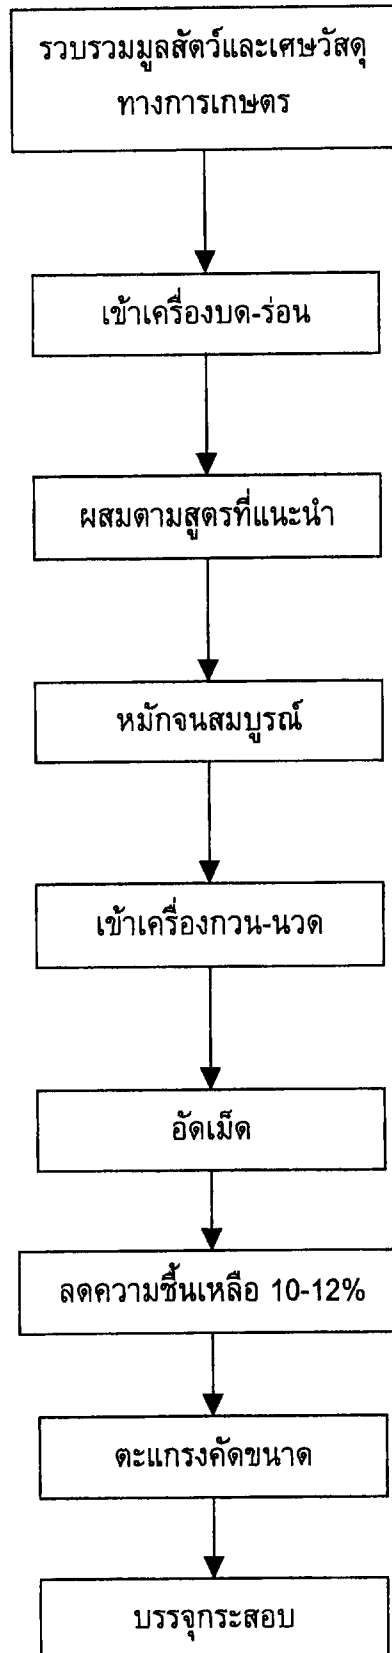 รวบรวมมูลสัตว์และเศษวัสดุ
ทางการเกษตร
เข้าเครื่องบด-ร่อน
ผสมตามสูตรที่แนะนำ
หมักจนสมบูรณ์
เข้าเครื่องกวน-นวด
อัดเม็ด
ลดความชื้นเหลือ 10-12%
ตะแกรงคัดขนาด
บรรจุกระสอบ